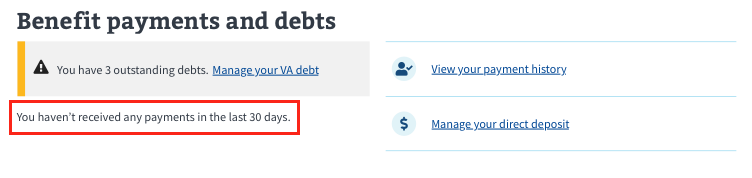 Benefit payments and debts
You have 3 outstanding debts. Manage your VA debt
You haven't received any payments in the last 30 days.
View your payment history
Manage your direct deposit